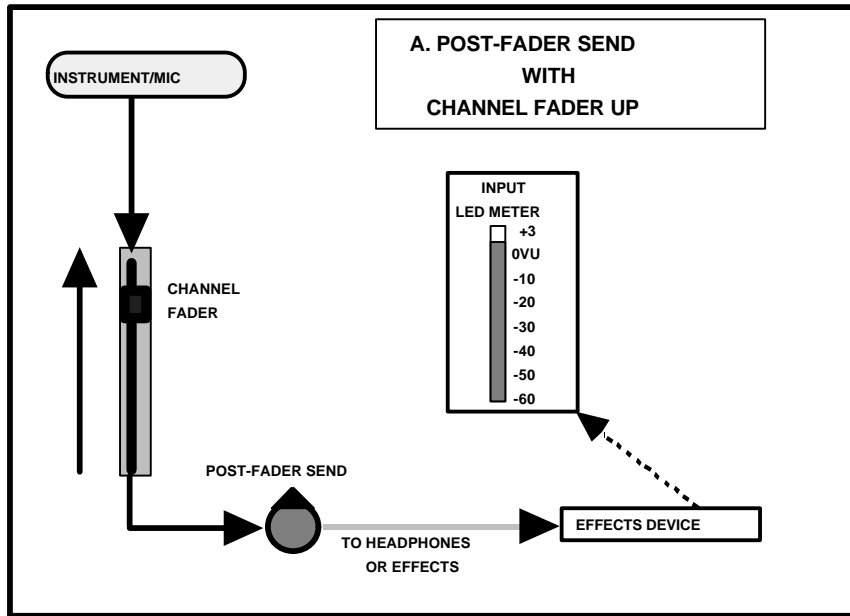 A. POST-FADER SEND
WITH
CHANNEL FADER UP
INSTRUMENT/MIC
INPUT
LED METER
+3
0VU
-10
-20
-30
-40
-50
-60
CHANNEL
FADER
POST-FADER SEND
TO HEADPHONES
OR EFFECTS
EFFECTS DEVICE